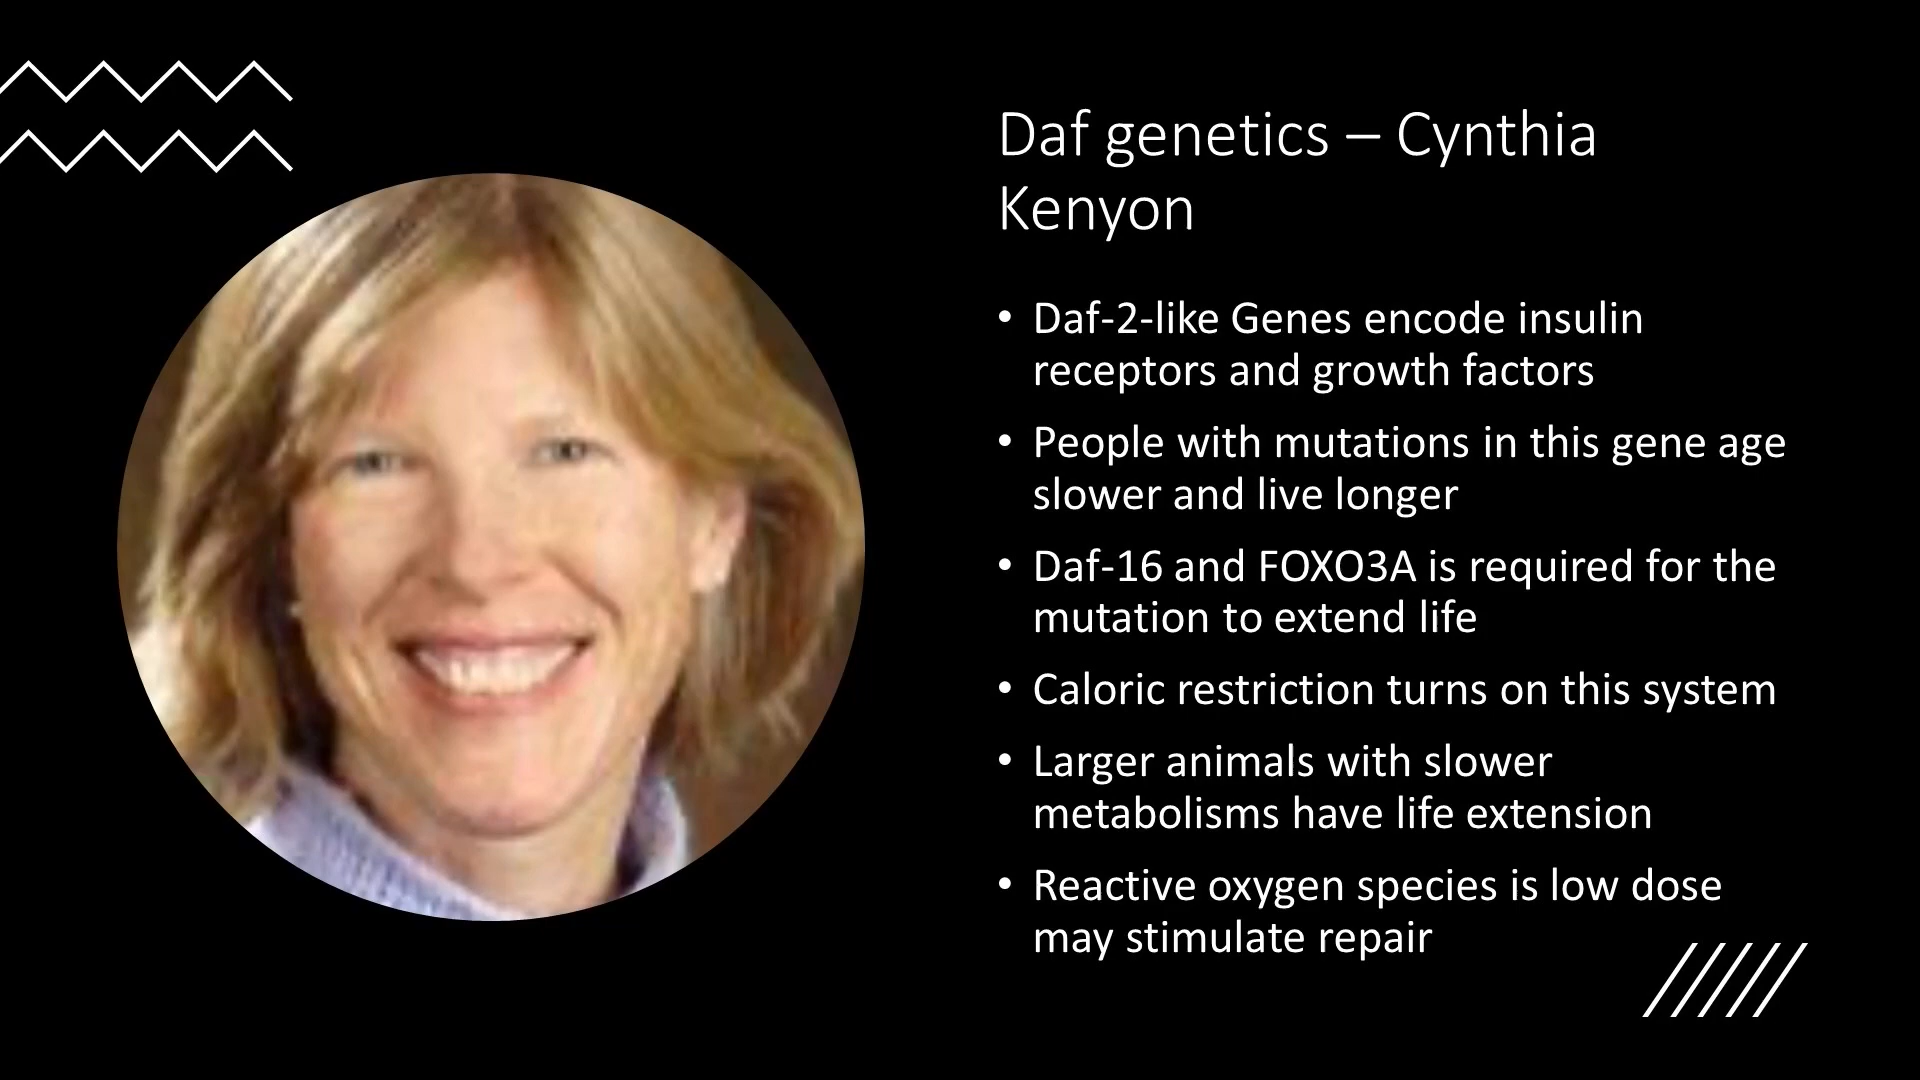 Daf genetics – Cynthia
Kenyon
• Daf-2-like Genes encode insulin
receptors and growth factors
• People with mutations in this gene age
slower and live longer
• Daf-16 and FOXO3A is required for the
mutation to extend life
• Caloric restriction turns on this system
• Larger animals with slower
metabolisms have life extension
• Reactive oxygen species is low dose
may stimulate repair